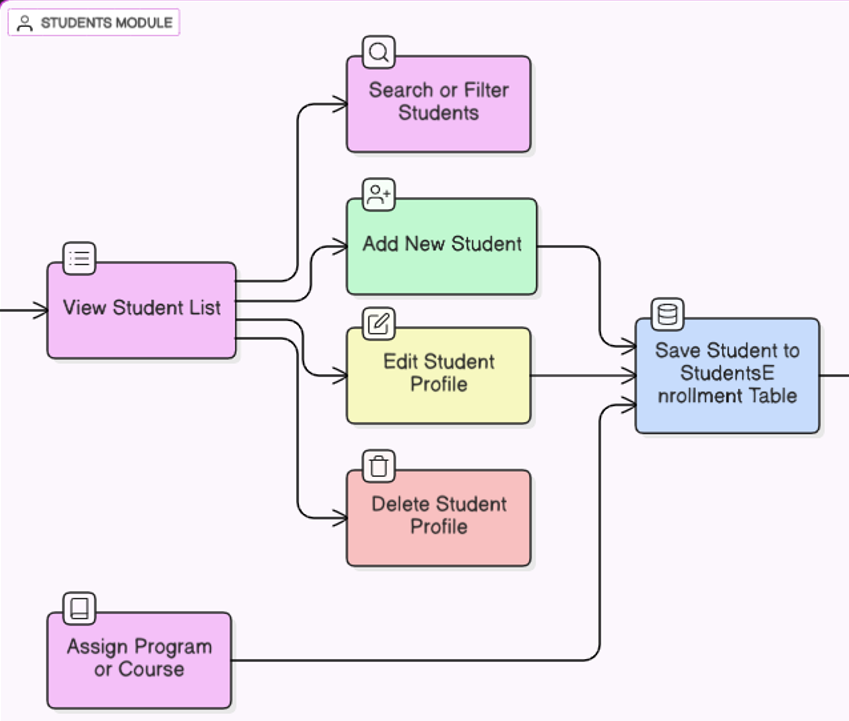 STUDENTS MODULE
Search or Filter
Students
Add New Student
View Student List
Edit Student
Profile
Save Student to
StudentsE
nrollment Table
Delete Student
Profile
Assign Program
or Course